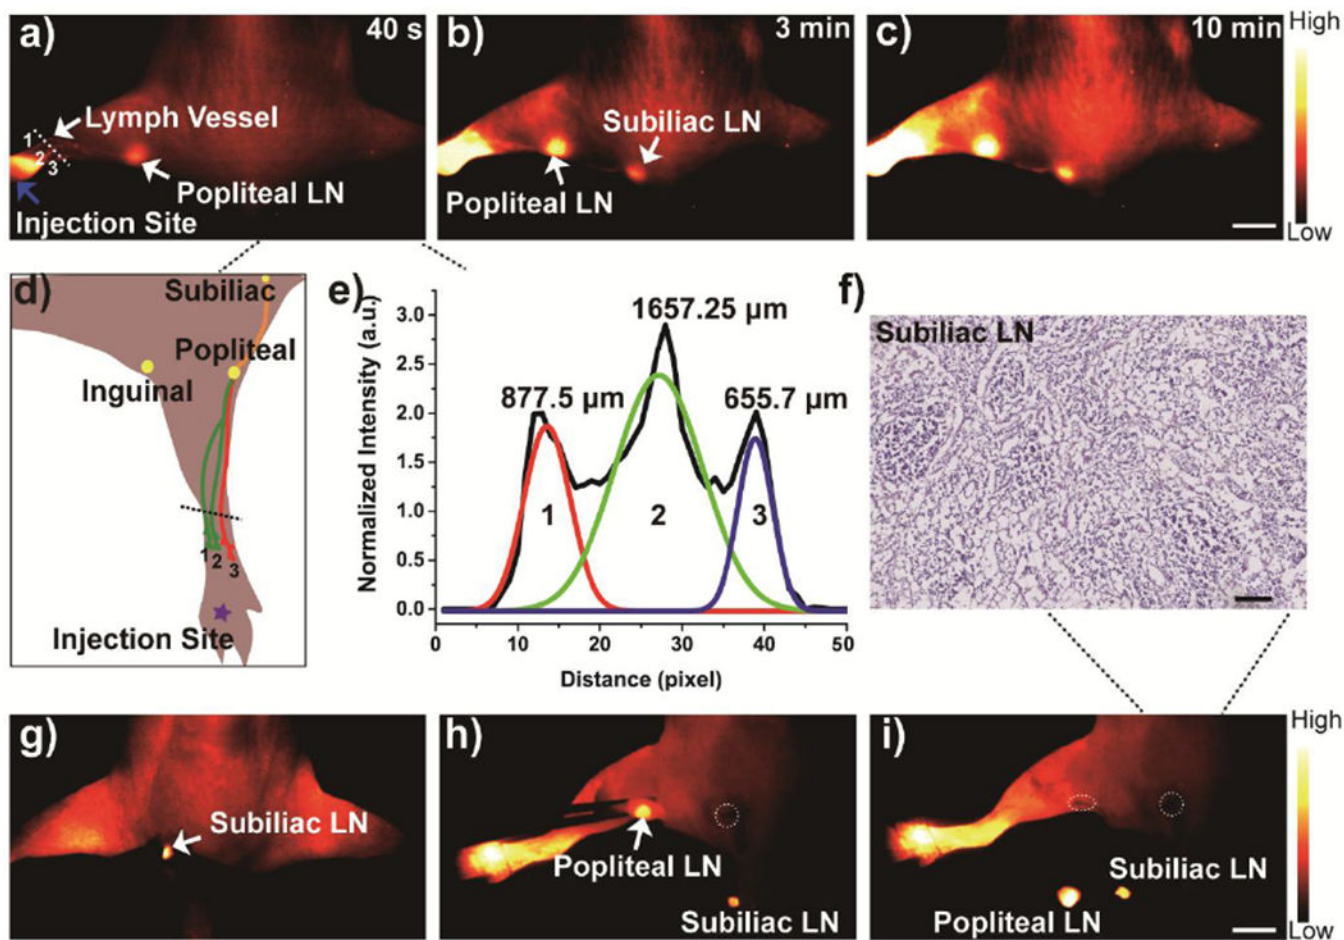 a)
40 s
Lymph Vessel
1
2
3
Popliteal LN
Injection Site
b)
3 min
Subiliac LN
Popliteal LN
c)
10 min
High
Low
d)
Subiliac
Popliteal
Inguinal
1
2
3
Injection Site
e)
Normalized Intensity (a.u.)
3.0
2.5
2.0
1.5
1.0
0.5
0.0
1657.25 µm
877.5 µm
655.7 µm
1
2
3
0
10
20
30
40
50
Distance (pixel)
f)
Subiliac LN
g)
Subiliac LN
h)
Popliteal LN
Subiliac LN
i)
Subiliac LN
Popliteal LN
High
Low